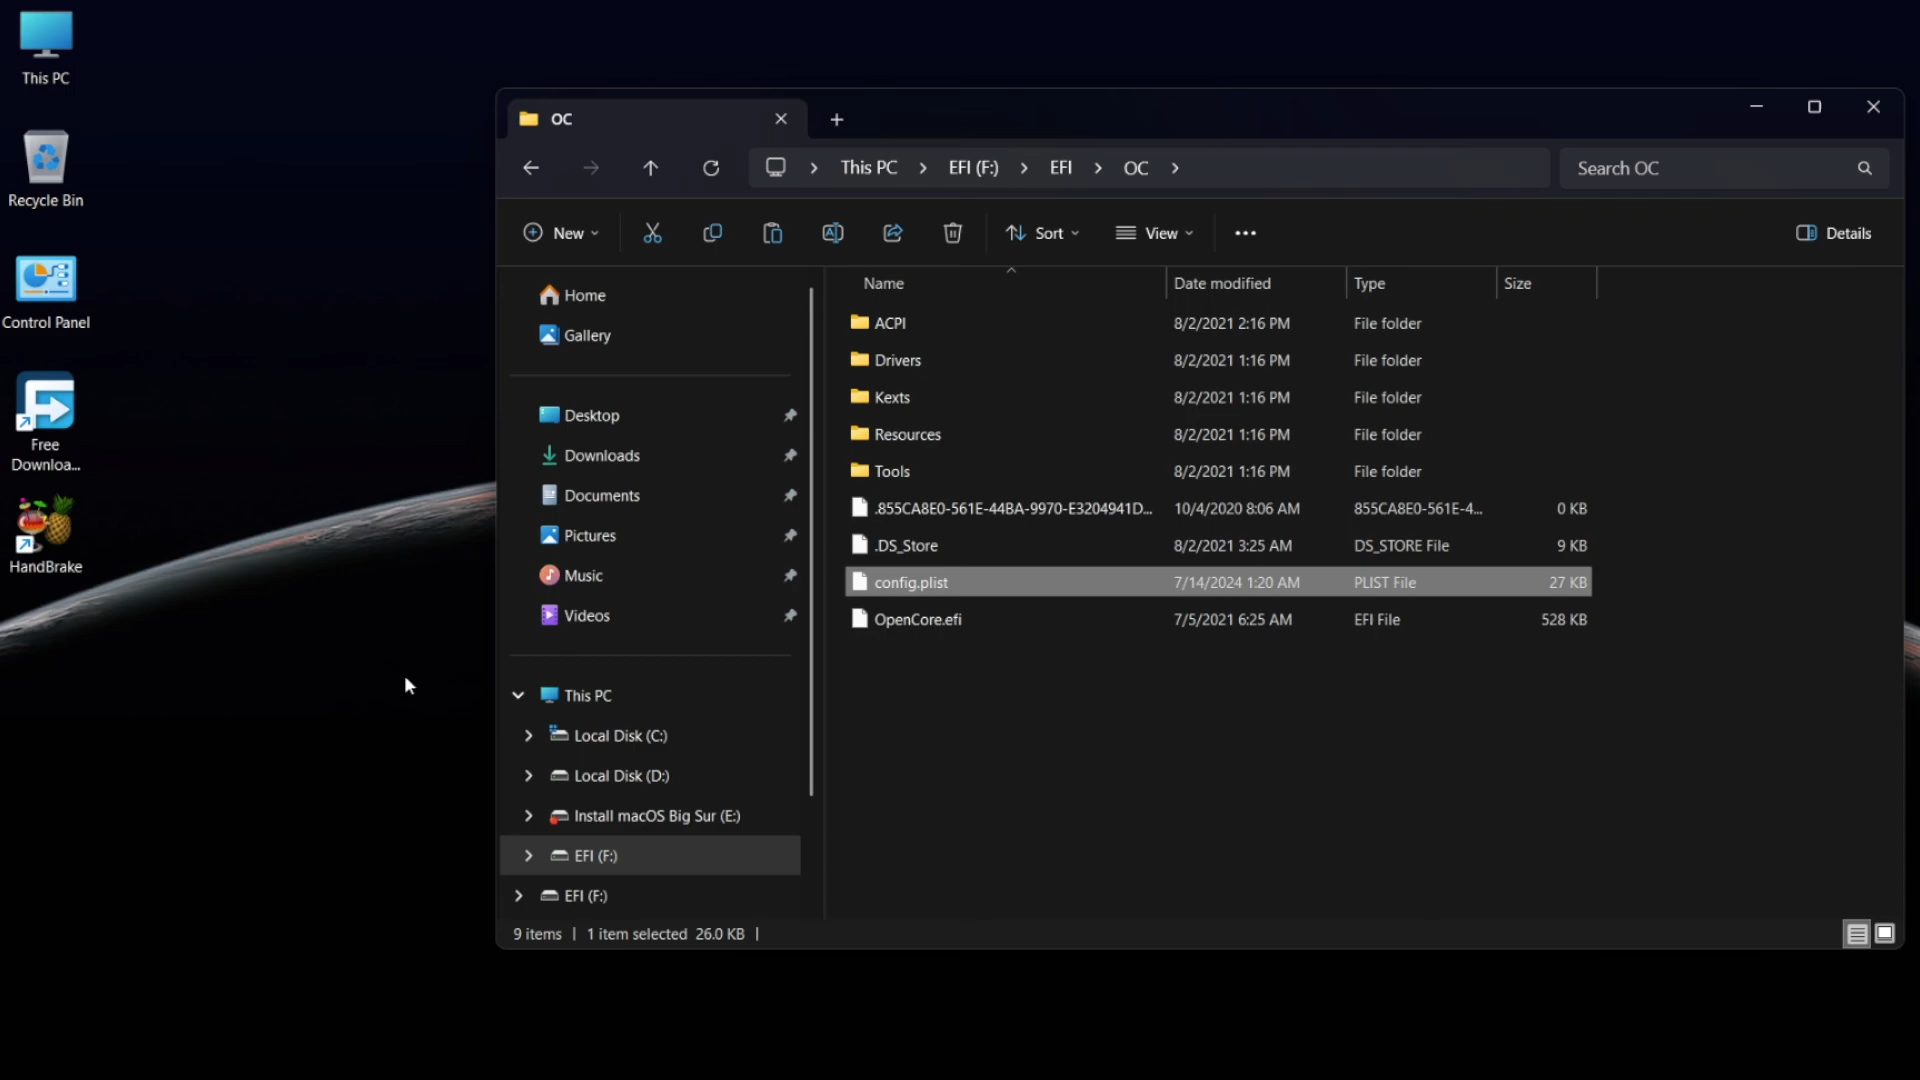 This PC
Recycle Bin
Control Panel
Free
Downloa...
HandBrake
OC
This PC
EFI (F:)
EFI
OC
Search OC
New
Sort
View
Details
Home
Gallery
Desktop
Downloads
Documents
Pictures
Music
Videos
This PC
Local Disk (C:)
Local Disk (D:)
Install macOS Big Sur (E:)
EFI (F:)
EFI (F:)
Name Date modified Type Size
ACPI 8/2/2021 2:16 PM File folder
Drivers 8/2/2021 1:16 PM File folder
Kexts 8/2/2021 1:16 PM File folder
Resources 8/2/2021 1:16 PM File folder
Tools 8/2/2021 1:16 PM File folder
.855CA8E0-561E-44BA-9970-E3204941D... 10/4/2020 8:06 AM 855CA8E0-561E-4... 0 KB
.DS_Store 8/2/2021 3:25 AM DS_STORE File 9 KB
config.plist 7/14/2024 1:20 AM PLIST File 27 KB
OpenCore.efi 7/5/2021 6:25 AM EFI File 528 KB
9 items | 1 item selected 26.0 KB |